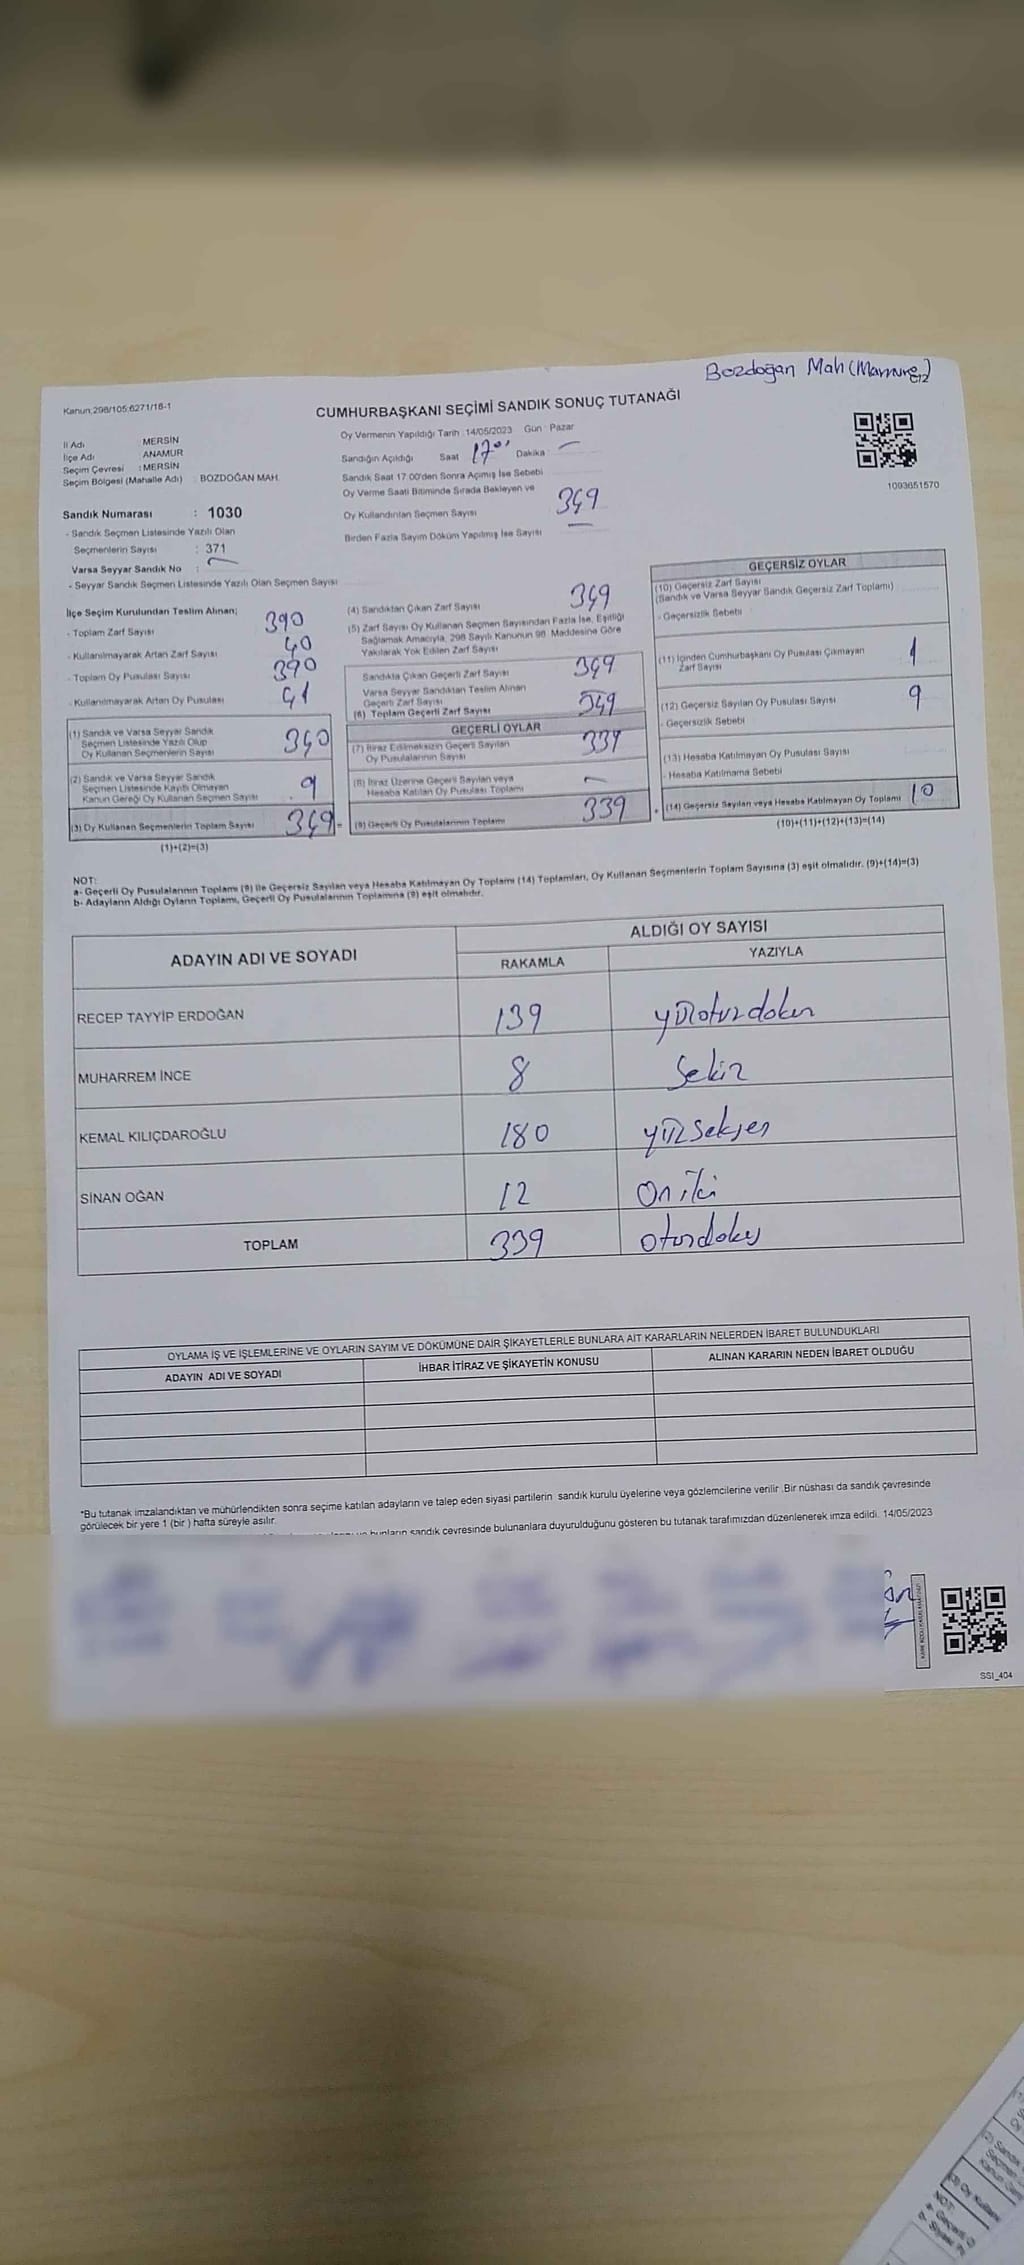 Bozdoğan Mah (Mamure)
Kanun;298/105;6271/18-1
CUMHURBAŞKANI SEÇİMİ SANDIK SONUÇ TUTANAĞI
İl Adı MERSİN
İlçe Adı ANAMUR
Seçim Çevresi : MERSİN
Seçim Bölgesi (Mahalle Adı) : BOZDOĞAN MAH.
Sandık Numarası : 1030
- Sandık Seçmen Listesinde Yazılı Olan
Seçmenlerin Sayısı : 371
Varsa Seyyar Sandık No : -
- Seyyar Sandık Seçmen Listesinde Yazılı Olan Seçmen Sayısı
Oy Vermenin Yapıldığı Tarih :14/05/2023 Gün : Pazar
Sandığın Açıldığı Saat 17 00 Dakika -
Sandık Saat 17.00'den Sonra Açımış İse Sebebi
Oy Verme Saati Bitiminde Sırada Bekleyen ve
Oy Kullandırılan Seçmen Sayısı 349
Birden Fazla Sayım Döküm Yapılmış İse Sayısı -
1093651570
İlçe Seçim Kurulundan Teslim Alınan;
- Toplam Zarf Sayısı 390
- Kullanılmayarak Artan Zarf Sayısı 40
- Toplam Oy Pusulası Sayısı 390
- Kullanılmayarak Artan Oy Pusulası 41
(1) Sandık ve Varsa Seyyar Sandık
Seçmen Listesinde Yazılı Olup
Oy Kullanan Seçmenlerin Sayısı 340
(2) Sandık ve Varsa Seyyar Sandık
Seçmen Listesinde Kayıtlı Olmayan
Kanun Gereği Oy Kullanan Seçmen Sayısı 9
(3) Oy Kullanan Seçmenlerin Toplam Sayısı 349 =
(1)+(2)=(3)
(4) Sandıktan Çıkan Zarf Sayısı 349
(5) Zarf Sayısı Oy Kullanan Seçmen Sayısından Fazla İse, Eşitliği
Sağlamak Amacıyla, 298 Sayılı Kanunun 98. Maddesine Göre
Yakılarak Yok Edilen Zarf Sayısı
Sandıkta Çıkan Geçerli Zarf Sayısı 349
Varsa Seyyar Sandıktan Teslim Alınan
Geçerli Zarf Sayısı
(6) Toplam Geçerli Zarf Sayısı 349
GEÇERLİ OYLAR
(7) İtiraz Edilmeksizin Geçerli Sayılan
Oy Pusulalarının Sayısı 339
(8) İtiraz Üzerine Geçerli Sayılan veya
Hesaba Katılan Oy Pusulası Toplamı -
(9) Geçerli Oy Pusulalarının Toplamı 339 +
GEÇERSİZ OYLAR
(10) Geçersiz Zarf Sayısı
(Sandık ve Varsa Seyyar Sandık Geçersiz Zarf Toplamı)
- Geçersizlik Sebebi
(11) İçinden Cumhurbaşkanı Oy Pusulası Çıkmayan
Zarf Sayısı 1
(12) Geçersiz Sayılan Oy Pusulası Sayısı 9
- Geçersizlik Sebebi
(13) Hesaba Katılmayan Oy Pusulası Sayısı
- Hesaba Katılmama Sebebi
(14) Geçersiz Sayılan veya Hesaba Katılmayan Oy Toplamı 10
(10)+(11)+(12)+(13)=(14)
NOT:
a- Geçerli Oy Pusulalarının Toplamı (9) ile Geçersiz Sayılan veya Hesaba Katılmayan Oy Toplamı (14) Toplamları, Oy Kullanan Seçmenlerin Toplam Sayısına (3) eşit olmalıdır. (9)+(14)=(3)
b- Adayların Aldığı Oyların Toplamı, Geçerli Oy Pusulalarının Toplamına (9) eşit olmalıdır.
ADAYIN ADI VE SOYADI ALDIĞI OY SAYISI
RAKAMLA YAZIYLA
RECEP TAYYİP ERDOĞAN 139 yüzotuzdokuz
MUHARREM İNCE 8 Sekiz
KEMAL KILIÇDAROĞLU 180 yüzseksen
SİNAN OĞAN 12 Oniki
TOPLAM 339 otuzdokuz
OYLAMA İŞ VE İŞLEMLERİNE VE OYLARIN SAYIM VE DÖKÜMÜNE DAİR ŞİKAYETLERLE BUNLARA AİT KARARLARIN NELERDEN İBARET BULUNDUKLARI
ADAYIN ADI VE SOYADI İHBAR İTİRAZ VE ŞİKAYETİN KONUSU ALINAN KARARIN NEDEN İBARET OLDUĞU
*Bu tutanak imzalandıktan ve mühürlendikten sonra seçime katılan adayların ve talep eden siyasi partilerin sandık kurulu üyelerine veya gözlemcilerine verilir .Bir nüshası da sandık çevresinde
görülecek bir yere 1 (bir ) hafta süreyle asılır.
ve bunların sandık çevresinde bulunanlara duyurulduğunu gösteren bu tutanak tarafımızdan düzenlenerek imza edildi. 14/05/2023
SSI_404